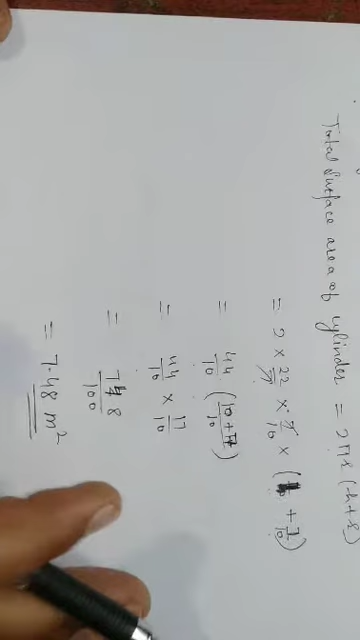 Total Surface area of cylinder = 2πr (h+r)
= 2 × 22/7 × 7/10 × (1 + 7/10)
= 44/10 (10+7/10)
= 44/10 × 17/10
= 748/100
= 7.48 m²